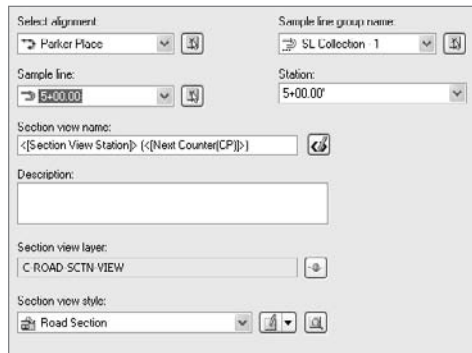 Select alignment: Sample line group name:
Parker Place SL Collection - 1
Sample line: Station:
5+00.00' 5+00.00'
Section view name:
<[Section View Station]> (<[Next Counter(CP)]>)
Description:
Section view layer:
C-ROAD-SCTN-VIEW
Section view style:
Road Section